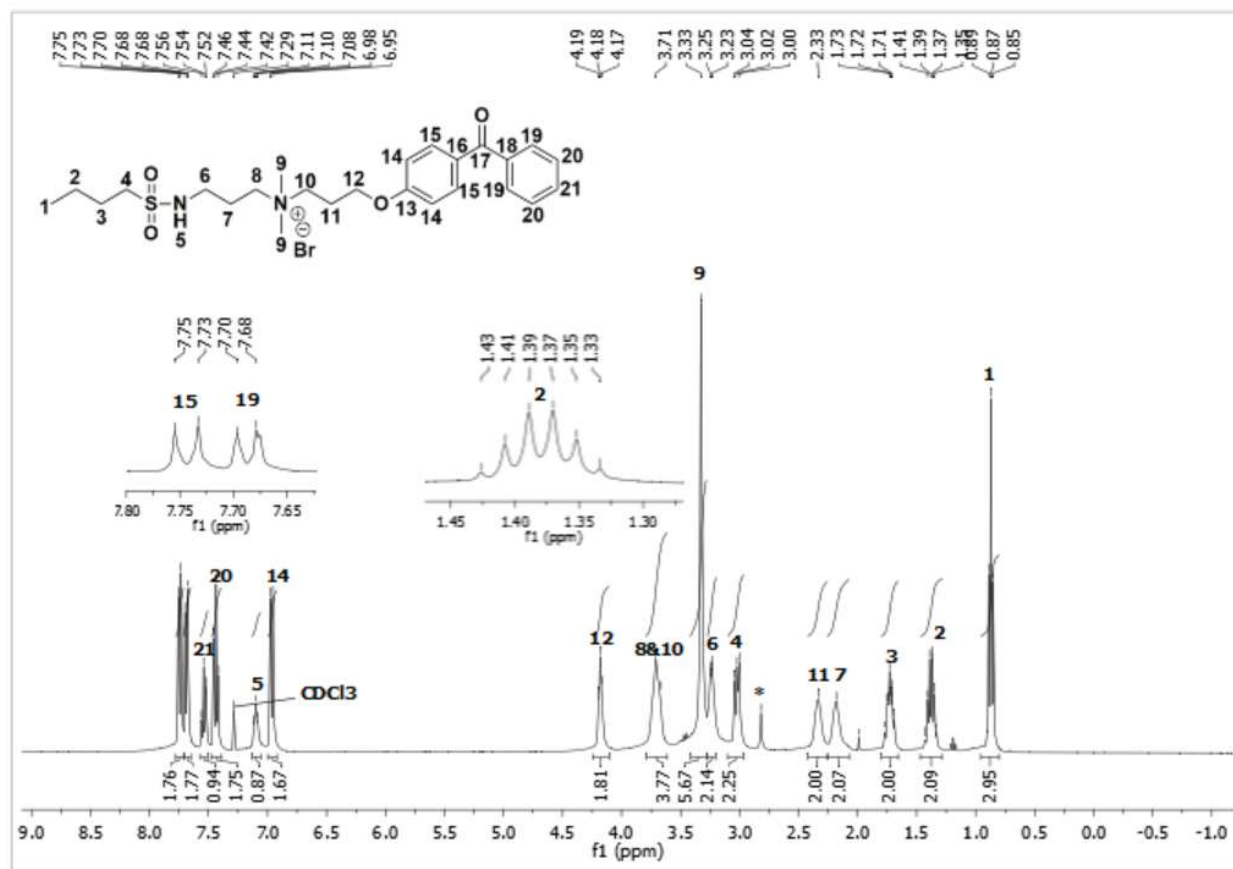 7.75 7.73 7.70 7.68 7.68 7.56 7.54 7.52 7.46 7.44 7.42 7.29 7.11 7.10 7.08 6.98 6.95 4.19 4.18 4.17 3.71 3.33 3.25 3.23 3.04 3.02 3.00 2.33 1.73 1.72 1.71 1.41 1.39 1.37 1.35 0.89 0.87 0.85
O
15 16 18 19
14 17 20
2 4 O 6 8 9 10 12 15 19 21
1 3 S N H 7 N ⊕ 11 O 13 14 20
O 5 9 ⊖ Br
9
7.75 7.73 7.70 7.68
1.43 1.41 1.39 1.37 1.35 1.33
15 19
2
1
7.80 7.75 7.70 7.65
f1 (ppm)
1.45 1.40 1.35 1.30
f1 (ppm)
20 14
21 5 CDCl3 12 8&10 6 4 * 11 7 3 2
1.76 1.77 0.94 1.75 0.87 1.67 1.81 3.77 5.67 2.14 2.25 2.00 2.07 2.00 2.09 2.95
9.0 8.5 8.0 7.5 7.0 6.5 6.0 5.5 5.0 4.5 4.0 3.5 3.0 2.5 2.0 1.5 1.0 0.5 0.0 -0.5 -1.0
f1 (ppm)